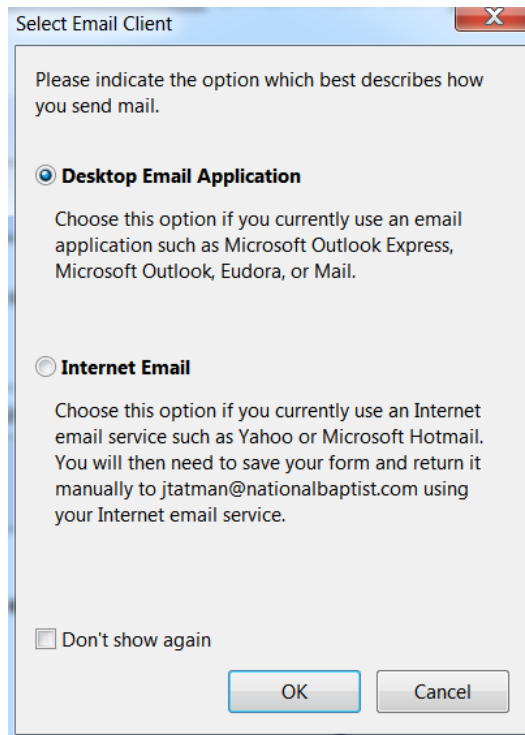 Select Email Client
X
Please indicate the option which best describes how
you send mail.
Desktop Email Application
Choose this option if you currently use an email
application such as Microsoft Outlook Express,
Microsoft Outlook, Eudora, or Mail.
Internet Email
Choose this option if you currently use an Internet
email service such as Yahoo or Microsoft Hotmail.
You will then need to save your form and return it
manually to jtatman@nationalbaptist.com using
your Internet email service.
Don't show again
OK
Cancel